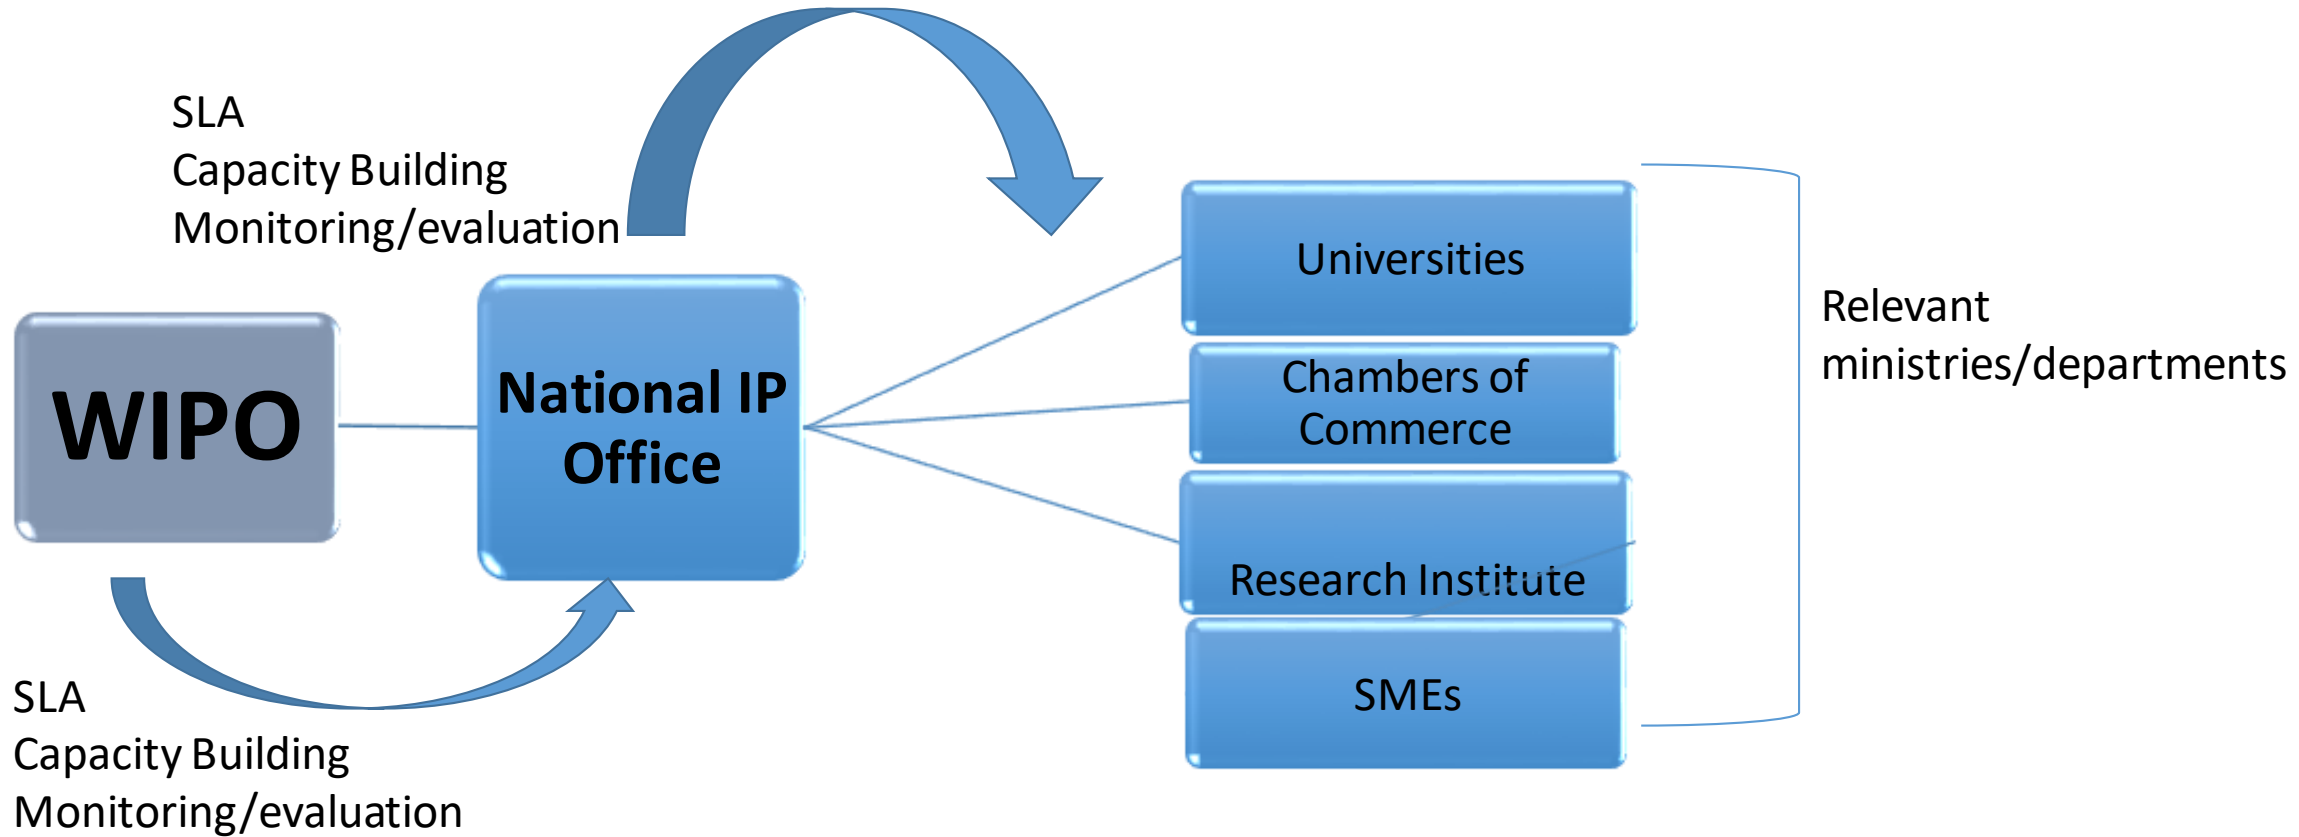 SLA
Capacity Building
Monitoring/evaluation
WIPO
National IP
Office
Universities
Chambers of
Commerce
Research Institute
SMEs
Relevant
ministries/departments
SLA
Capacity Building
Monitoring/evaluation